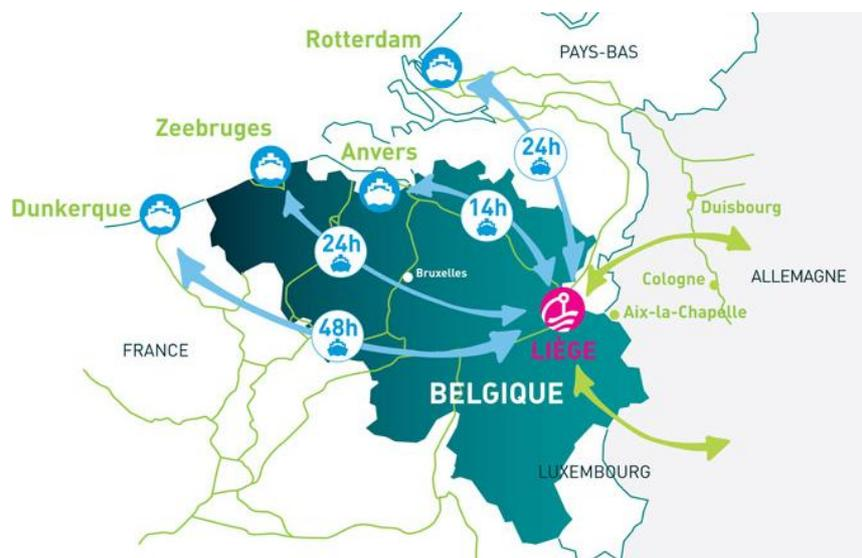 Rotterdam
PAYS-BAS
Zeebruges
Anvers
24h
Dunkerque
14h
Duisbourg
24h
Bruxelles
Cologne
ALLEMAGNE
Aix-la-Chapelle
48h
FRANCE
LIÈGE
BELGIQUE
LUXEMBOURG